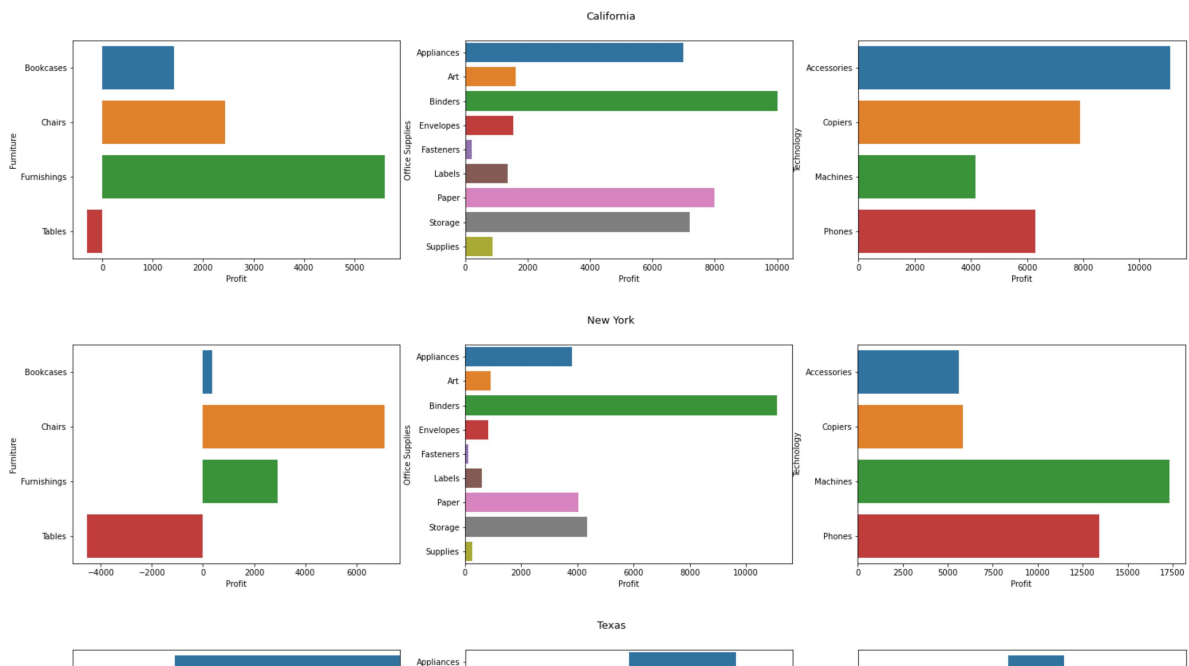 California
Furniture
Bookcases
Chairs
Furnishings
Tables
0 1000 2000 3000 4000 5000
Profit
Office Supplies
Appliances
Art
Binders
Envelopes
Fasteners
Labels
Paper
Storage
Supplies
0 2000 4000 6000 8000 10000
Profit
Technology
Accessories
Copiers
Machines
Phones
0 2000 4000 6000 8000 10000
Profit
New York
Furniture
Bookcases
Chairs
Furnishings
Tables
−4000 −2000 0 2000 4000 6000
Profit
Office Supplies
Appliances
Art
Binders
Envelopes
Fasteners
Labels
Paper
Storage
Supplies
0 2000 4000 6000 8000 10000
Profit
Technology
Accessories
Copiers
Machines
Phones
0 2500 5000 7500 10000 12500 15000 17500
Profit
Texas
Appliances